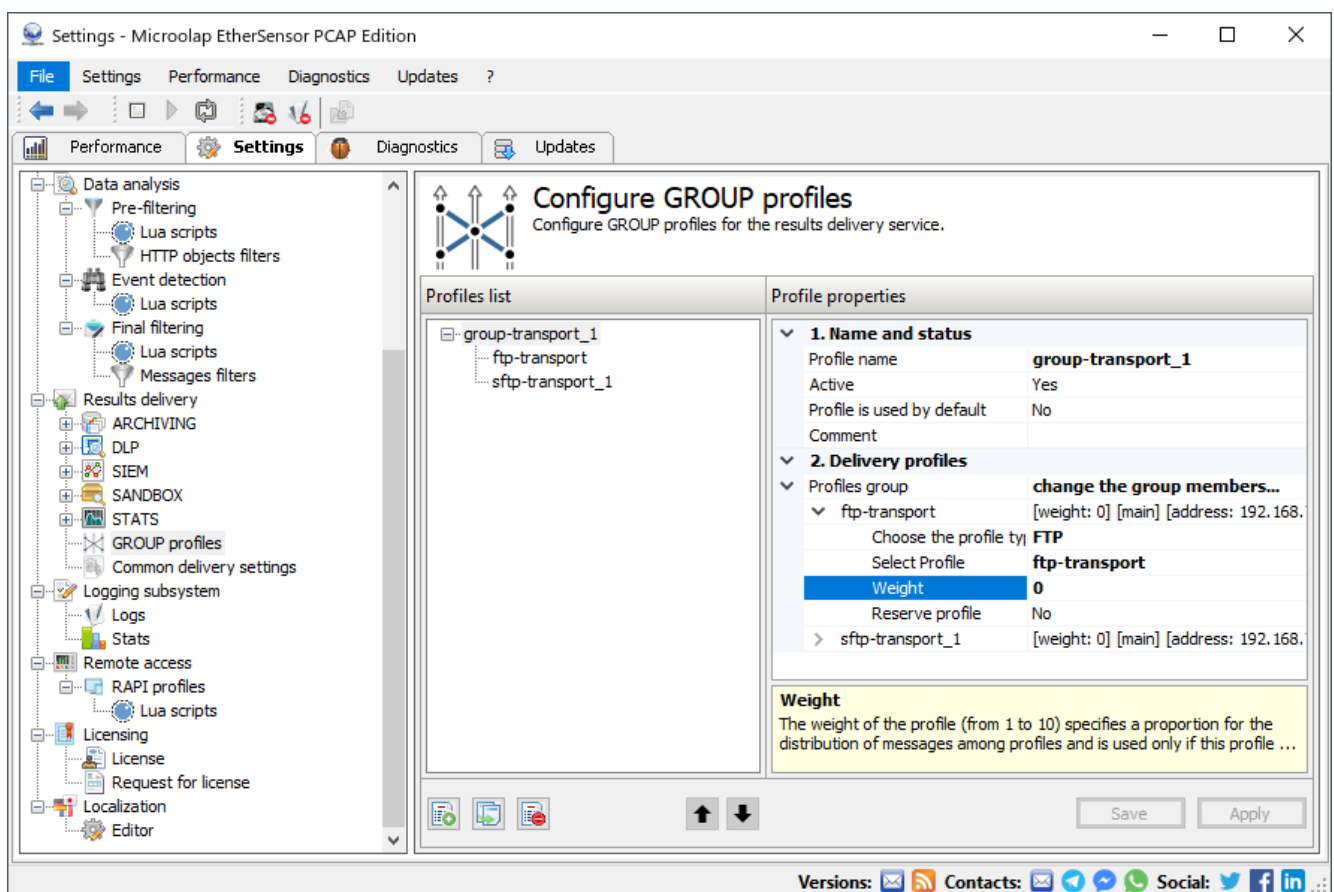 Settings - Microolap EtherSensor PCAP Edition
File Settings Performance Diagnostics Updates ?
Performance Settings Diagnostics Updates
Data analysis
Pre-filtering
Lua scripts
HTTP objects filters
Event detection
Lua scripts
Final filtering
Lua scripts
Messages filters
Results delivery
ARCHIVING
DLP
SIEM
SANDBOX
STATS
GROUP profiles
Common delivery settings
Logging subsystem
Logs
Stats
Remote access
RAPI profiles
Lua scripts
Licensing
License
Request for license
Localization
Editor
Configure GROUP profiles
Configure GROUP profiles for the results delivery service.
Profiles list
group-transport_1
ftp-transport
sftp-transport_1
Profile properties
1. Name and status
Profile name group-transport_1
Active Yes
Profile is used by default No
Comment
2. Delivery profiles
Profiles group change the group members...
ftp-transport [weight: 0] [main] [address: 192.168.
Choose the profile ty FTP
Select Profile ftp-transport
Weight 0
Reserve profile No
sftp-transport_1 [weight: 0] [main] [address: 192.168.
Weight
The weight of the profile (from 1 to 10) specifies a proportion for the
distribution of messages among profiles and is used only if this profile ...
Save Apply
Versions: Contacts: Social: